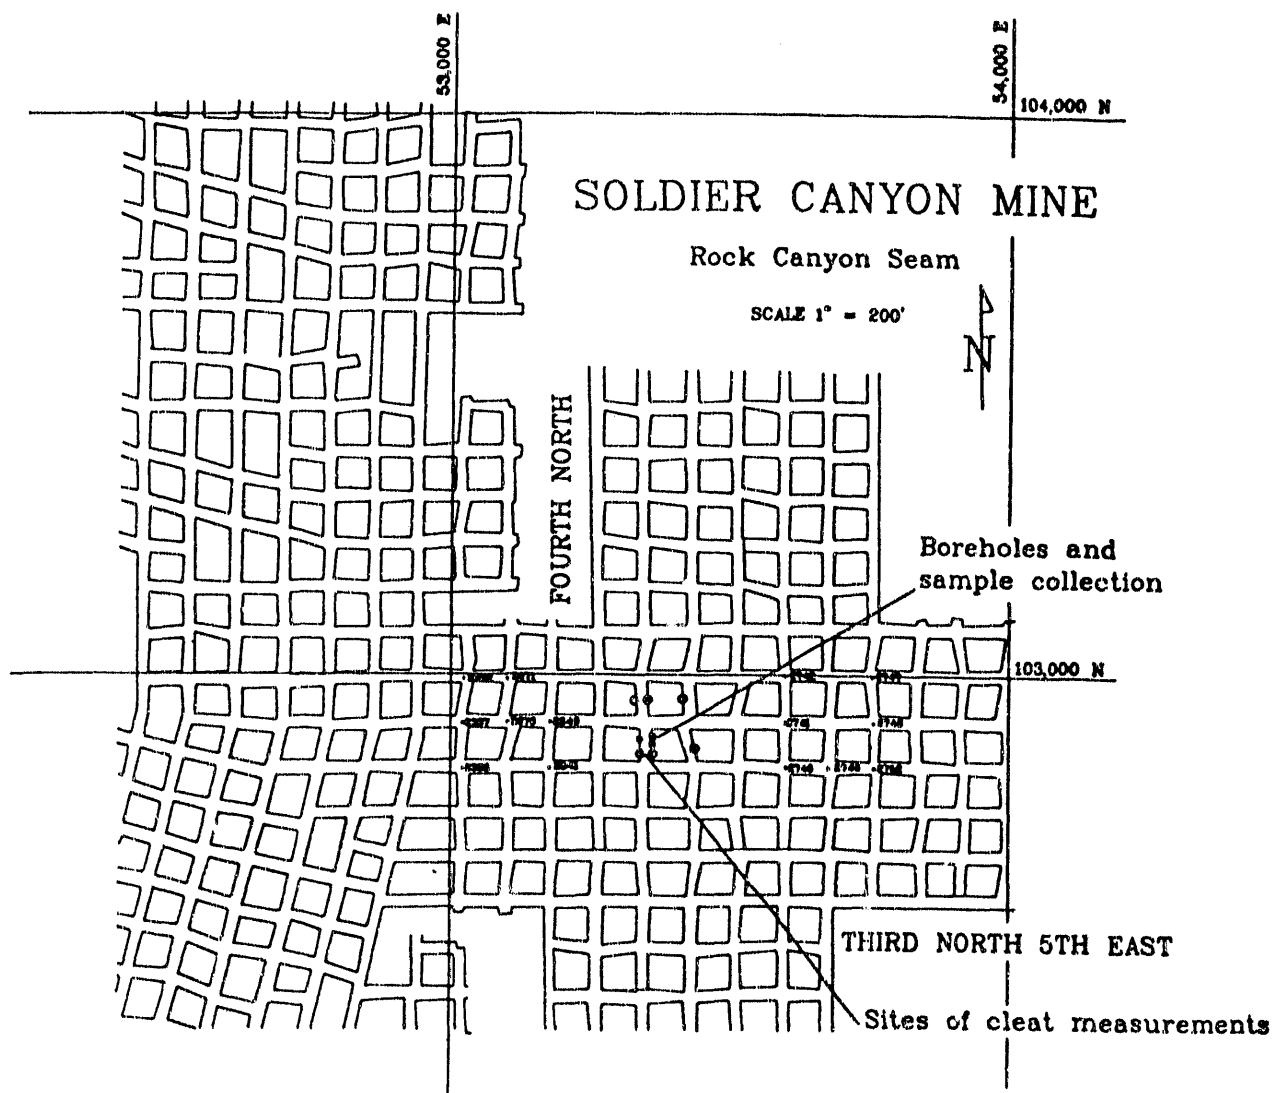 53,000 E
54,000 E
104,000 N
SOLDIER CANYON MINE
Rock Canyon Seam
SCALE 1" = 200'
N
FOURTH NORTH
Boreholes and
sample collection
103,000 N
THIRD NORTH 5TH EAST
Sites of cleat measurements